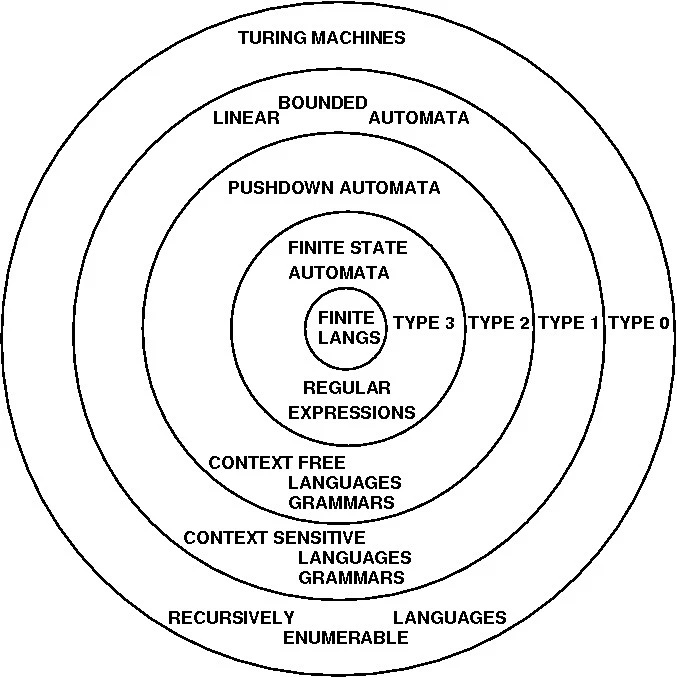 TURING MACHINES
BOUNDED
LINEAR AUTOMATA
PUSHDOWN AUTOMATA
FINITE STATE
AUTOMATA
FINITE
LANGS
TYPE 3 TYPE 2 TYPE 1 TYPE 0
REGULAR
EXPRESSIONS
CONTEXT FREE
LANGUAGES
GRAMMARS
CONTEXT SENSITIVE
LANGUAGES
GRAMMARS
RECURSIVELY LANGUAGES
ENUMERABLE